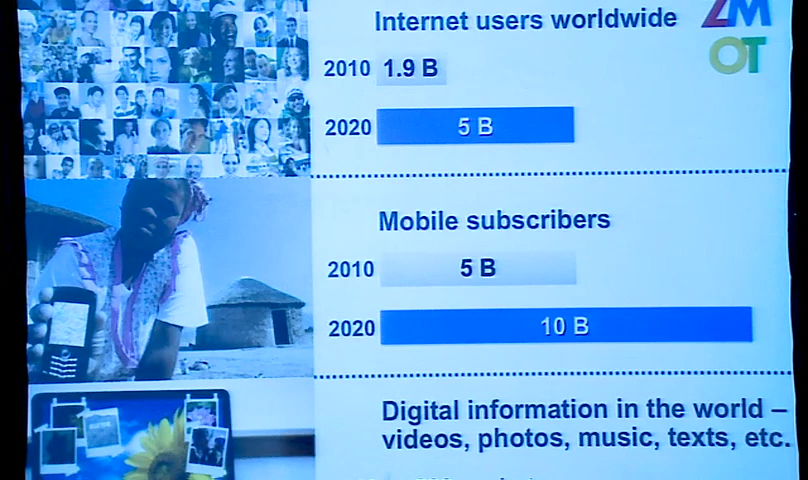 Internet users worldwide
ZM
OT
2010 1.9 B
2020 5 B
Mobile subscribers
2010 5 B
2020 10 B
Digital information in the world –
videos, photos, music, texts, etc.